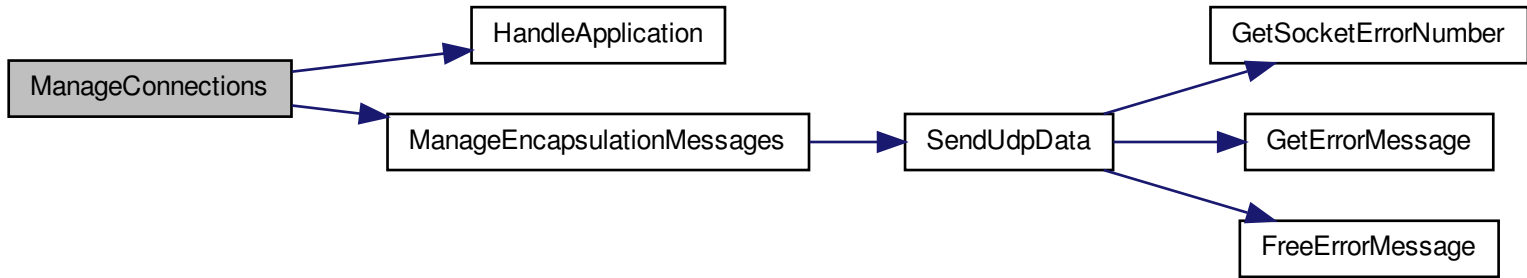 ManageConnections
HandleApplication
ManageEncapsulationMessages
SendUdpData
GetSocketErrorNumber
GetErrorMessage
FreeErrorMessage